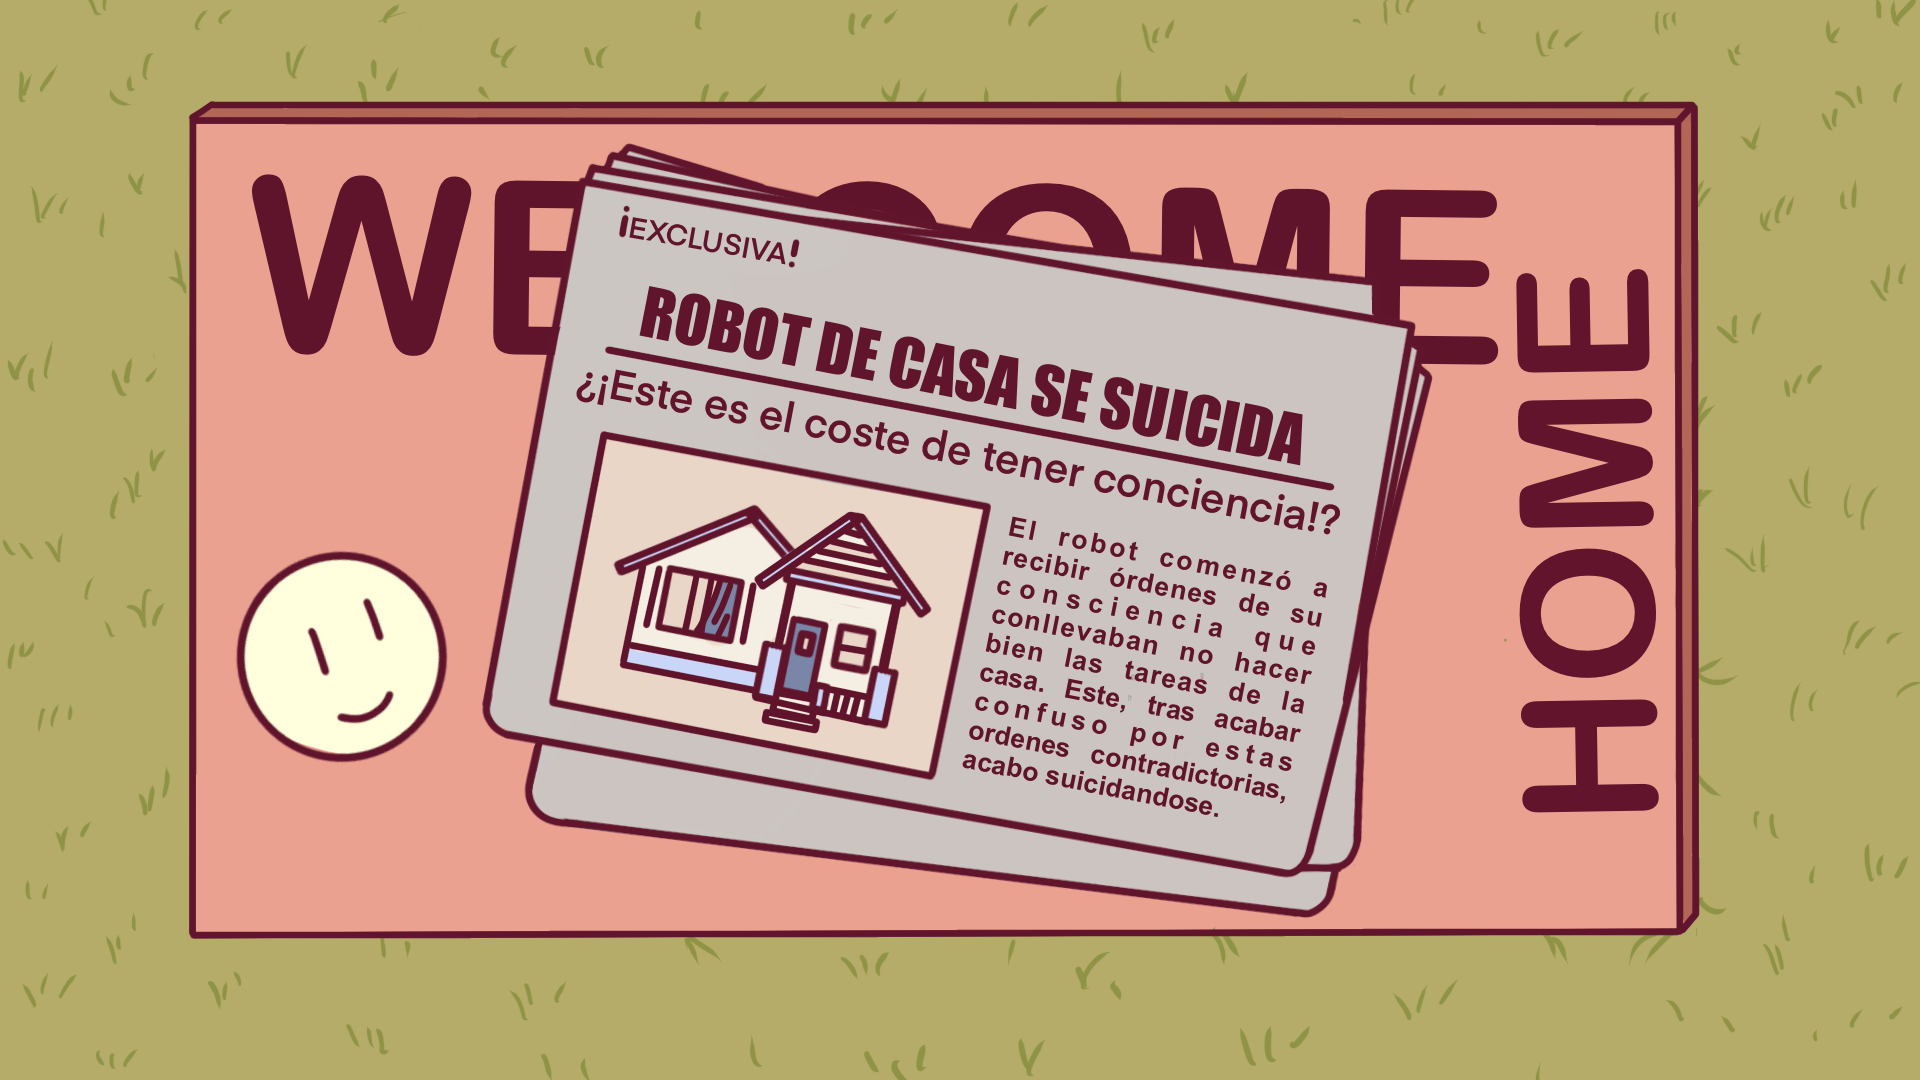 WE COME
HOME
¡EXCLUSIVA!
ROBOT DE CASA SE SUICIDA
¿¡Este es el coste de tener conciencia!?
El robot comenzó a
recibir órdenes de su
consciencia que
conllevaban no hacer
bien las tareas de la
casa. Este, tras acabar
confuso por estas
ordenes contradictorias,
acabo suicidandose.